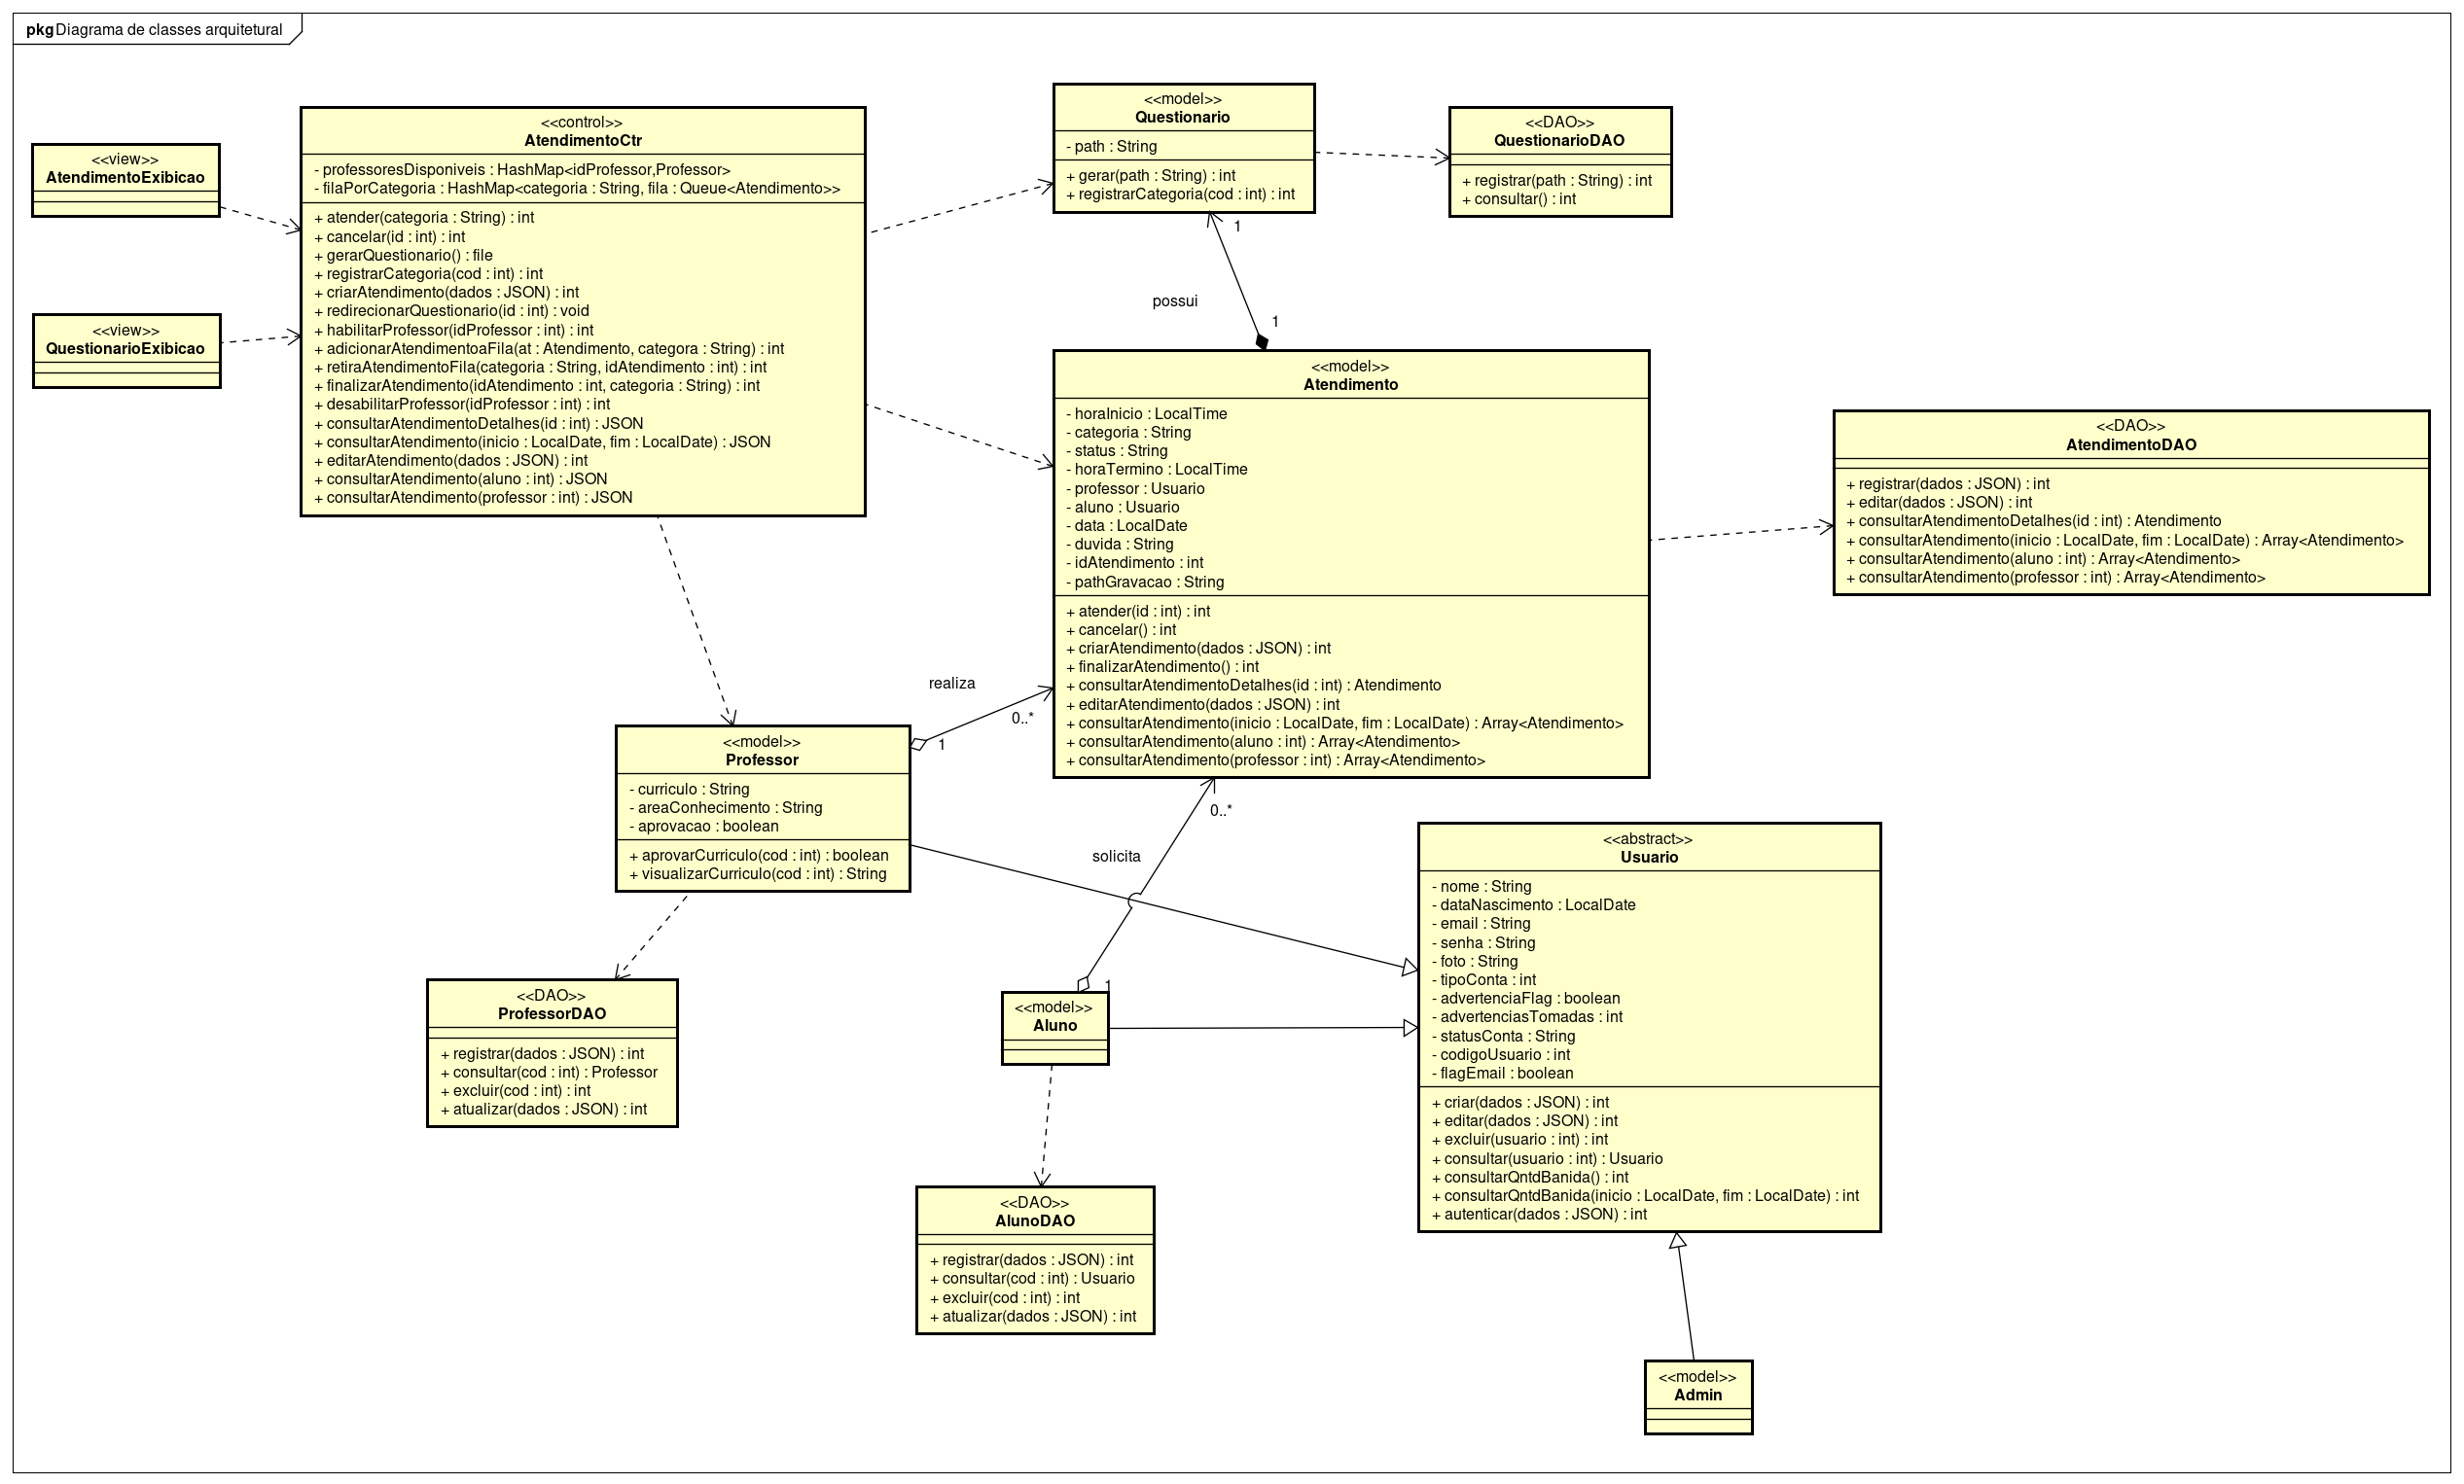 pkg Diagrama de classes arquitetural
<<view>>
AtendimentoExibicao
<<view>>
QuestionarioExibicao
<<control>>
AtendimentoCtr
- professoresDisponiveis : HashMap<idProfessor,Professor>
- filaPorCategoria : HashMap<categoria : String, fila : Queue<Atendimento>>
+ atender(categoria : String) : int
+ cancelar(id : int) : int
+ gerarQuestionario() : file
+ registrarCategoria(cod : int) : int
+ criarAtendimento(dados : JSON) : int
+ redirecionarQuestionario(id : int) : void
+ habilitarProfessor(idProfessor : int) : int
+ adicionarAtendimentoaFila(at : Atendimento, categora : String) : int
+ retiraAtendimentoFila(categoria : String, idAtendimento : int) : int
+ finalizarAtendimento(idAtendimento : int, categoria : String) : int
+ desabilitarProfessor(idProfessor : int) : int
+ consultarAtendimentoDetalhes(id : int) : JSON
+ consultarAtendimento(inicio : LocalDate, fim : LocalDate) : JSON
+ editarAtendimento(dados : JSON) : int
+ consultarAtendimento(aluno : int) : JSON
+ consultarAtendimento(professor : int) : JSON
<<model>>
Questionario
- path : String
+ gerar(path : String) : int
+ registrarCategoria(cod : int) : int
<<DAO>>
QuestionarioDAO
+ registrar(path : String) : int
+ consultar() : int
1
possui
1
<<model>>
Atendimento
- horaInicio : LocalTime
- categoria : String
- status : String
- horaTermino : LocalTime
- professor : Usuario
- aluno : Usuario
- data : LocalDate
- duvida : String
- idAtendimento : int
- pathGravacao : String
+ atender(id : int) : int
+ cancelar() : int
+ criarAtendimento(dados : JSON) : int
+ finalizarAtendimento() : int
+ consultarAtendimentoDetalhes(id : int) : Atendimento
+ editarAtendimento(dados : JSON) : int
+ consultarAtendimento(inicio : LocalDate, fim : LocalDate) : Array<Atendimento>
+ consultarAtendimento(aluno : int) : Array<Atendimento>
+ consultarAtendimento(professor : int) : Array<Atendimento>
<<DAO>>
AtendimentoDAO
+ registrar(dados : JSON) : int
+ editar(dados : JSON) : int
+ consultarAtendimentoDetalhes(id : int) : Atendimento
+ consultarAtendimento(inicio : LocalDate, fim : LocalDate) : Array<Atendimento>
+ consultarAtendimento(aluno : int) : Array<Atendimento>
+ consultarAtendimento(professor : int) : Array<Atendimento>
realiza
0..*
1
<<model>>
Professor
- curriculo : String
- areaConhecimento : String
- aprovacao : boolean
+ aprovarCurriculo(cod : int) : boolean
+ visualizarCurriculo(cod : int) : String
0..*
solicita
1
<<abstract>>
Usuario
- nome : String
- dataNascimento : LocalDate
- email : String
- senha : String
- foto : String
- tipoConta : int
- advertenciaFlag : boolean
- advertenciasTomadas : int
- statusConta : String
- codigoUsuario : int
- flagEmail : boolean
+ criar(dados : JSON) : int
+ editar(dados : JSON) : int
+ excluir(usuario : int) : int
+ consultar(usuario : int) : Usuario
+ consultarQntdBanida() : int
+ consultarQntdBanida(inicio : LocalDate, fim : LocalDate) : int
+ autenticar(dados : JSON) : int
<<DAO>>
ProfessorDAO
+ registrar(dados : JSON) : int
+ consultar(cod : int) : Professor
+ excluir(cod : int) : int
+ atualizar(dados : JSON) : int
<<model>>
Aluno
<<DAO>>
AlunoDAO
+ registrar(dados : JSON) : int
+ consultar(cod : int) : Usuario
+ excluir(cod : int) : int
+ atualizar(dados : JSON) : int
<<model>>
Admin